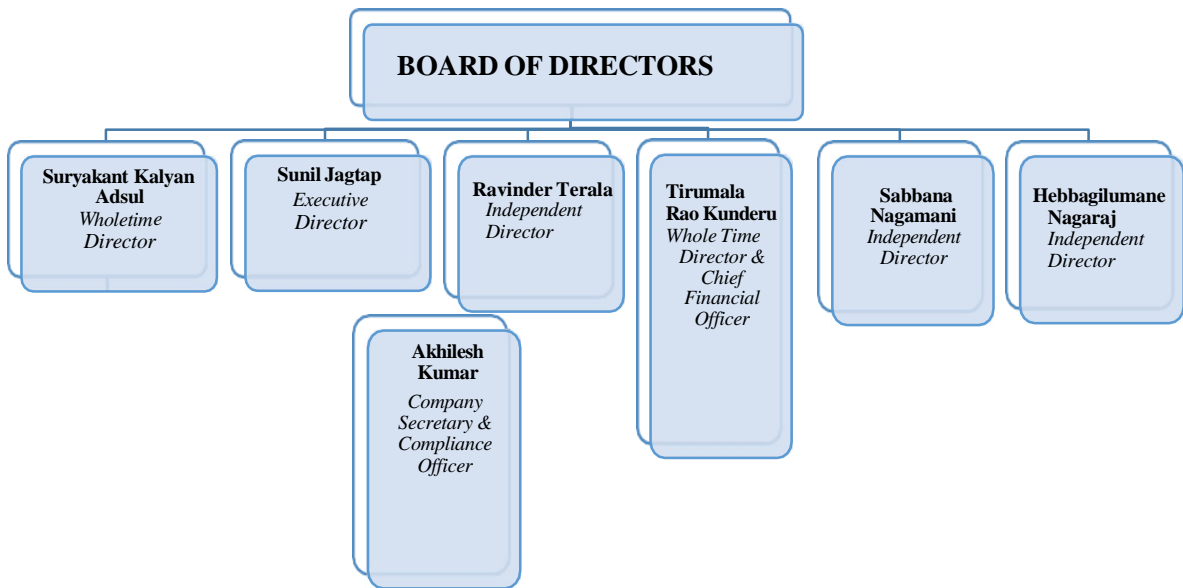 BOARD OF DIRECTORS
Suryakant Kalyan
Adsul
Wholetime
Director
Sunil Jagtap
Executive
Director
Ravinder Terala
Independent
Director
Tirumala
Rao Kunderu
Whole Time
Director &
Chief
Financial
Officer
Sabbana
Nagamani
Independent
Director
Hebbagilumane
Nagaraj
Independent
Director
Akhilesh
Kumar
Company
Secretary &
Compliance
Officer